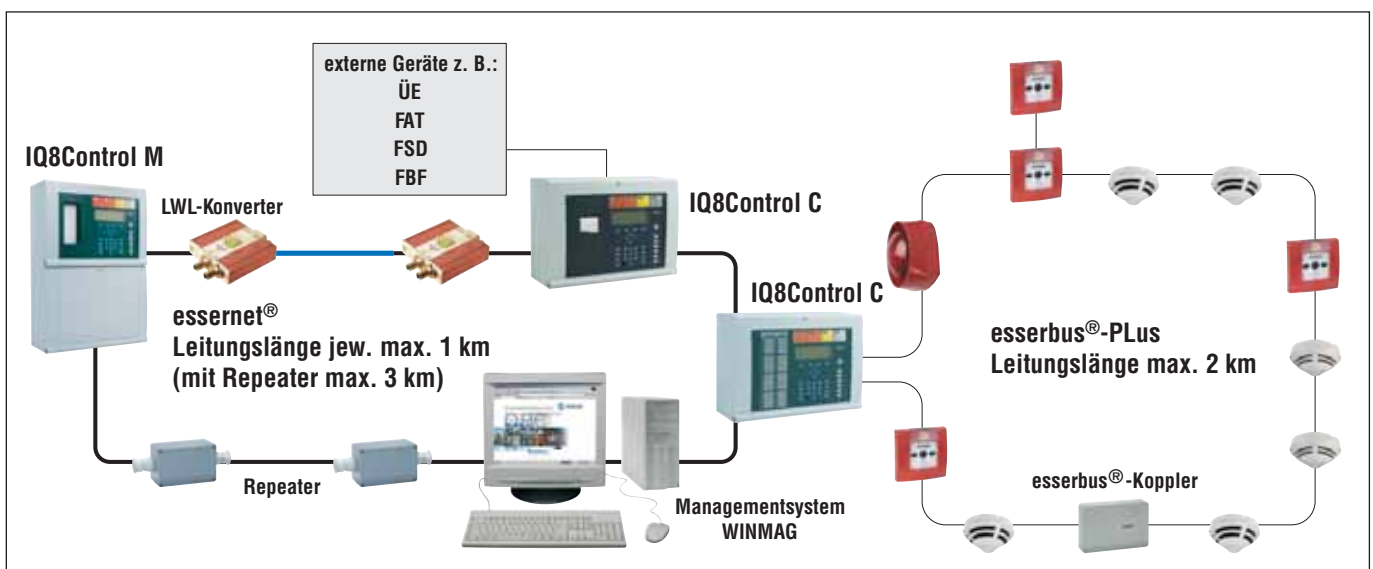 externe Geräte z. B.:
ÜE
FAT
FSD
FBF
IQ8Control M
LWL-Konverter
IQ8Control C
IQ8Control C
essernet®
Leitungslänge jew. max. 1 km
(mit Repeater max. 3 km)
esserbus®-PLus
Leitungslänge max. 2 km
Repeater
Managementsystem
WINMAG
esserbus®-Koppler